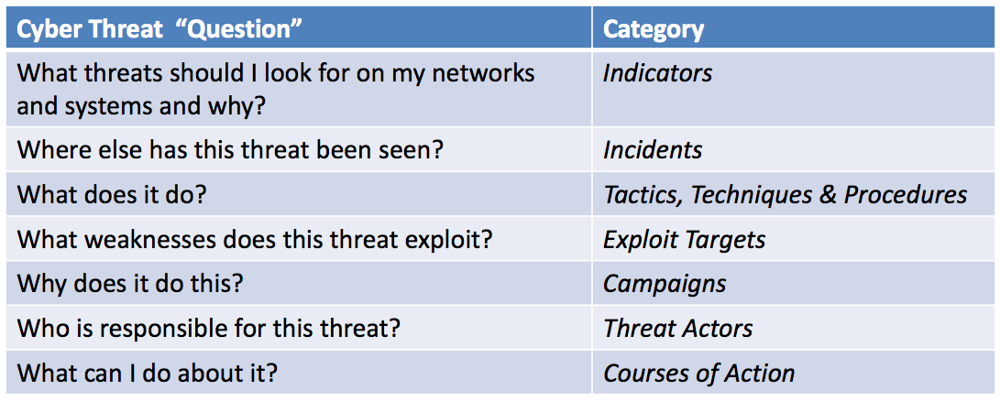 Cyber Threat “Question”
Category
What threats should I look for on my networks
and systems and why?
Indicators
Where else has this threat been seen?
Incidents
What does it do?
Tactics, Techniques & Procedures
What weaknesses does this threat exploit?
Exploit Targets
Why does it do this?
Campaigns
Who is responsible for this threat?
Threat Actors
What can I do about it?
Courses of Action